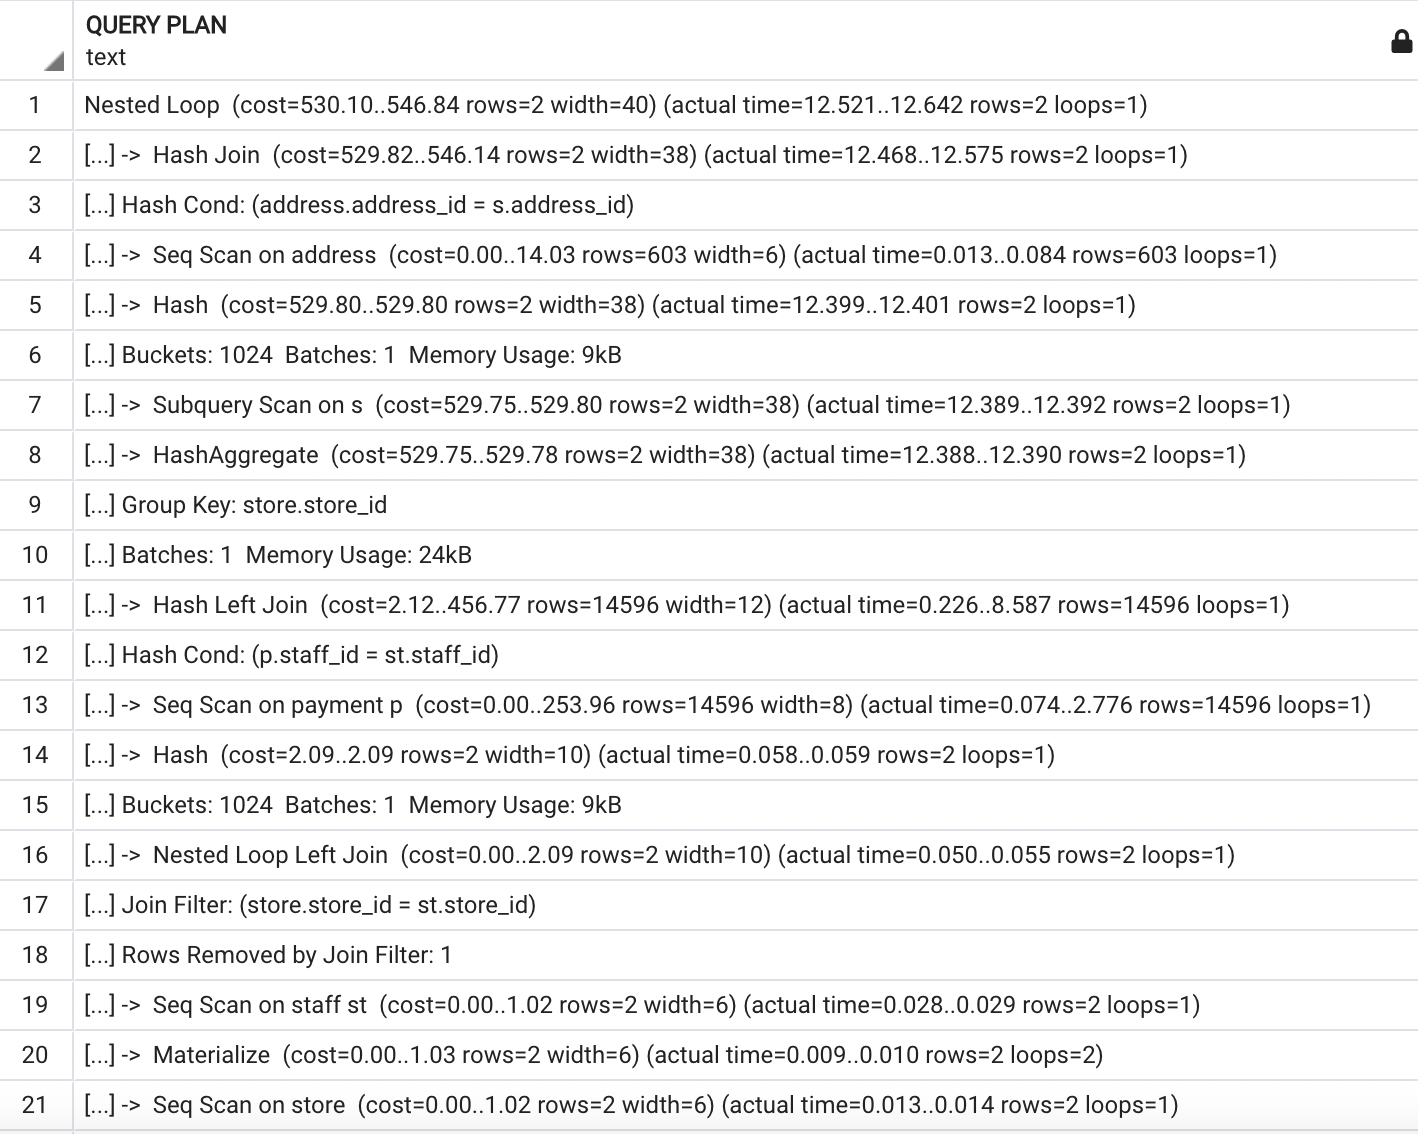 QUERY PLAN
text
1 Nested Loop (cost=530.10..546.84 rows=2 width=40) (actual time=12.521..12.642 rows=2 loops=1)
2 [...] -> Hash Join (cost=529.82..546.14 rows=2 width=38) (actual time=12.468..12.575 rows=2 loops=1)
3 [...] Hash Cond: (address.address_id = s.address_id)
4 [...] -> Seq Scan on address (cost=0.00..14.03 rows=603 width=6) (actual time=0.013..0.084 rows=603 loops=1)
5 [...] -> Hash (cost=529.80..529.80 rows=2 width=38) (actual time=12.399..12.401 rows=2 loops=1)
6 [...] Buckets: 1024 Batches: 1 Memory Usage: 9kB
7 [...] -> Subquery Scan on s (cost=529.75..529.80 rows=2 width=38) (actual time=12.389..12.392 rows=2 loops=1)
8 [...] -> HashAggregate (cost=529.75..529.78 rows=2 width=38) (actual time=12.388..12.390 rows=2 loops=1)
9 [...] Group Key: store.store_id
10 [...] Batches: 1 Memory Usage: 24kB
11 [...] -> Hash Left Join (cost=2.12..456.77 rows=14596 width=12) (actual time=0.226..8.587 rows=14596 loops=1)
12 [...] Hash Cond: (p.staff_id = st.staff_id)
13 [...] -> Seq Scan on payment p (cost=0.00..253.96 rows=14596 width=8) (actual time=0.074..2.776 rows=14596 loops=1)
14 [...] -> Hash (cost=2.09..2.09 rows=2 width=10) (actual time=0.058..0.059 rows=2 loops=1)
15 [...] Buckets: 1024 Batches: 1 Memory Usage: 9kB
16 [...] -> Nested Loop Left Join (cost=0.00..2.09 rows=2 width=10) (actual time=0.050..0.055 rows=2 loops=1)
17 [...] Join Filter: (store.store_id = st.store_id)
18 [...] Rows Removed by Join Filter: 1
19 [...] -> Seq Scan on staff st (cost=0.00..1.02 rows=2 width=6) (actual time=0.028..0.029 rows=2 loops=1)
20 [...] -> Materialize (cost=0.00..1.03 rows=2 width=6) (actual time=0.009..0.010 rows=2 loops=2)
21 [...] -> Seq Scan on store (cost=0.00..1.02 rows=2 width=6) (actual time=0.013..0.014 rows=2 loops=1)